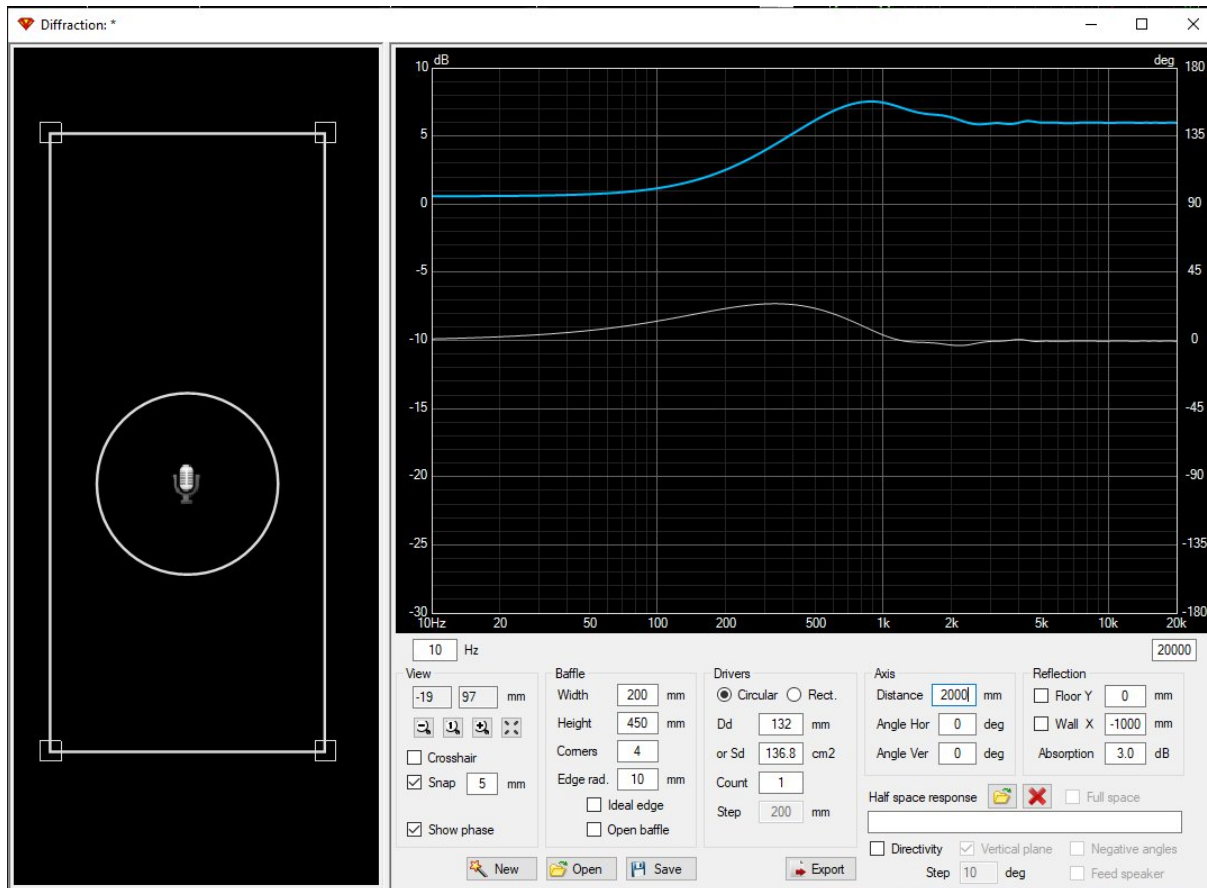 Diffraction: *
dB
deg
10
180
5
135
0
90
-5
45
-10
0
-15
-45
-20
-90
-25
-135
-30
-180
10Hz 20 50 100 200 500 1k 2k 5k 10k 20k
10 Hz
20000
View
-19 97 mm
1
Crosshair
Snap 5 mm
Show phase
Baffle
Width 200 mm
Height 450 mm
Corners 4
Edge rad. 10 mm
Ideal edge
Open baffle
Drivers
Circular Rect.
Dd 132 mm
or Sd 136.8 cm2
Count 1
Step 200 mm
Axis
Distance 2000 mm
Angle Hor 0 deg
Angle Ver 0 deg
Reflection
Floor Y 0 mm
Wall X -1000 mm
Absorption 3.0 dB
Half space response Full space
Directivity Vertical plane Negative angles
Step 10 deg Feed speaker
New Open Save Export